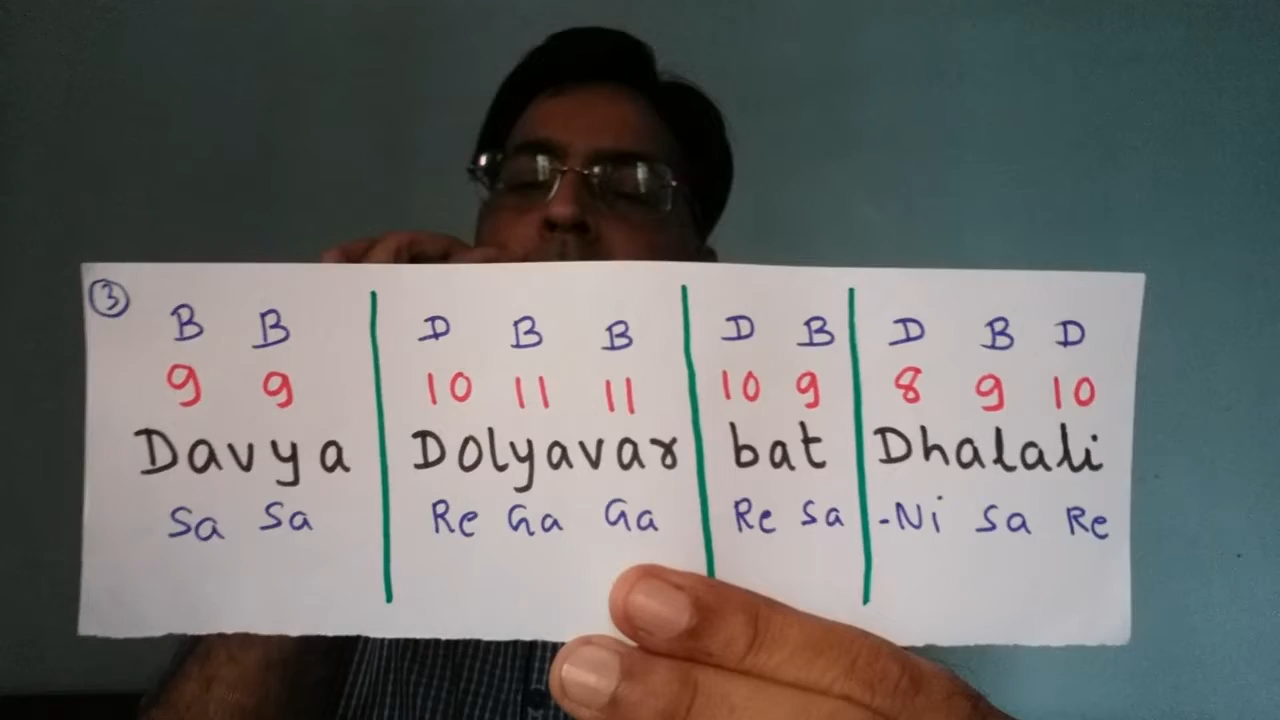 3
B B D B B D B D B D
9 9 10 11 11 10 9 8 9 10
Davya Dolyavar bat Dhalali
Sa Sa Re Ga Ga Re Sa -Ni Sa Re